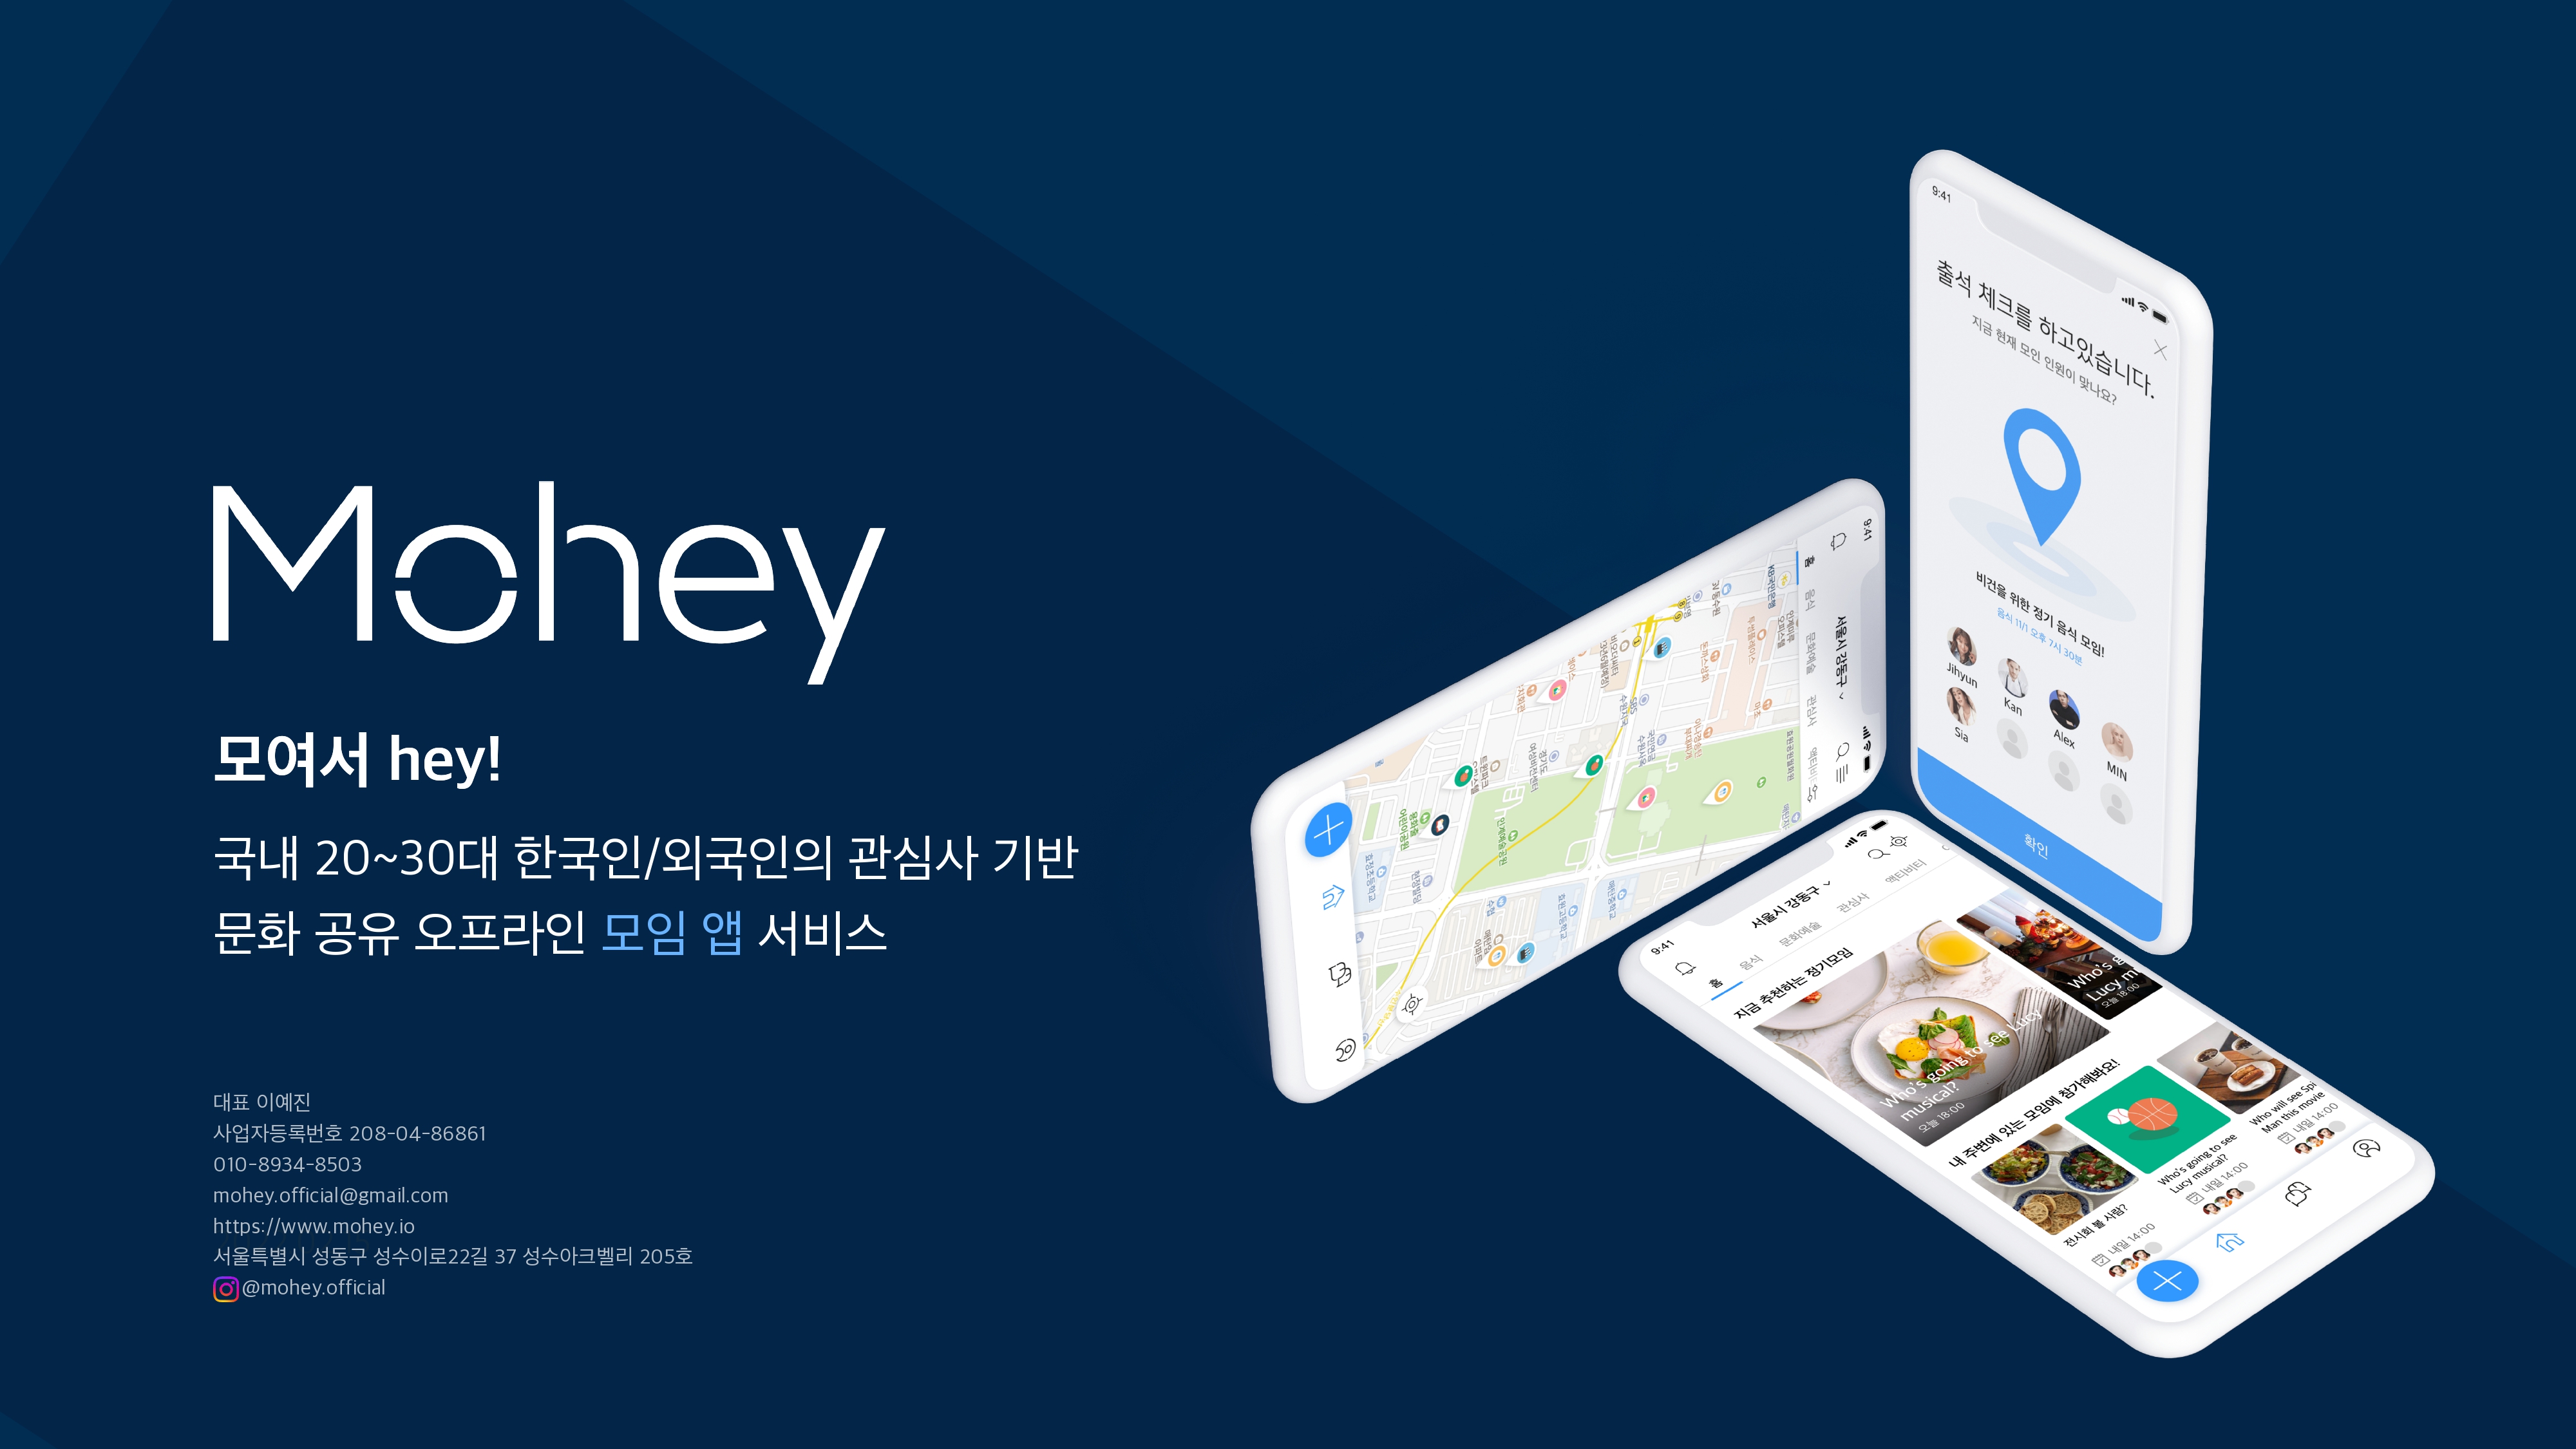 Mohey
모여서 hey!
국내 20~30대 한국인/외국인의 관심사 기반
문화 공유 오프라인 모임 앱 서비스
대표 이예진
사업자등록번호 208-04-86861
010-8934-8503
mohey.official@gmail.com
https://www.mohey.io
서울특별시 성동구 성수이로22길 37 성수아크벨리 205호
@mohey.official
9:41
출석 체크를 하고있습니다.
지금 현재 모인 인원이 맞나요?
비건을 위한 정기 음식 모임!
음식 11/1 오후 7시 30분
Jihyun
Kan
Alex
MIN
Sia
확인
9:41
서울시 강동구
홈 음식 문화예술 관심사
9:41
서울시 강동구
홈 음식 문화예술 관심사 액티비티
지금 추천하는 정기모임
Who's going to see Lucy
musical?
오늘 18:00
Who's g
Lucy m
오늘 18:00
내 주변에 있는 모임에 참가해봐요!
전시회 볼 사람?
내일 14:00
Who's going to see
Lucy musical?
내일 14:00
Who will see Spi
Man this movie
내일 14:00